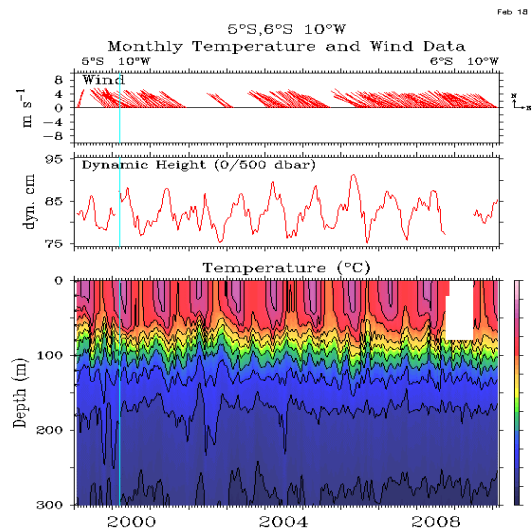 Feb 18
5°S,6°S 10°W
Monthly Temperature and Wind Data
5°S 10°W 6°S 10°W
Wind
8
4
0
-4
-8
m s⁻¹
N
E
Dynamic Height (0/500 dbar)
95
85
75
dyn. cm
Temperature (°C)
0
100
200
300
Depth (m)
2000 2004 2008